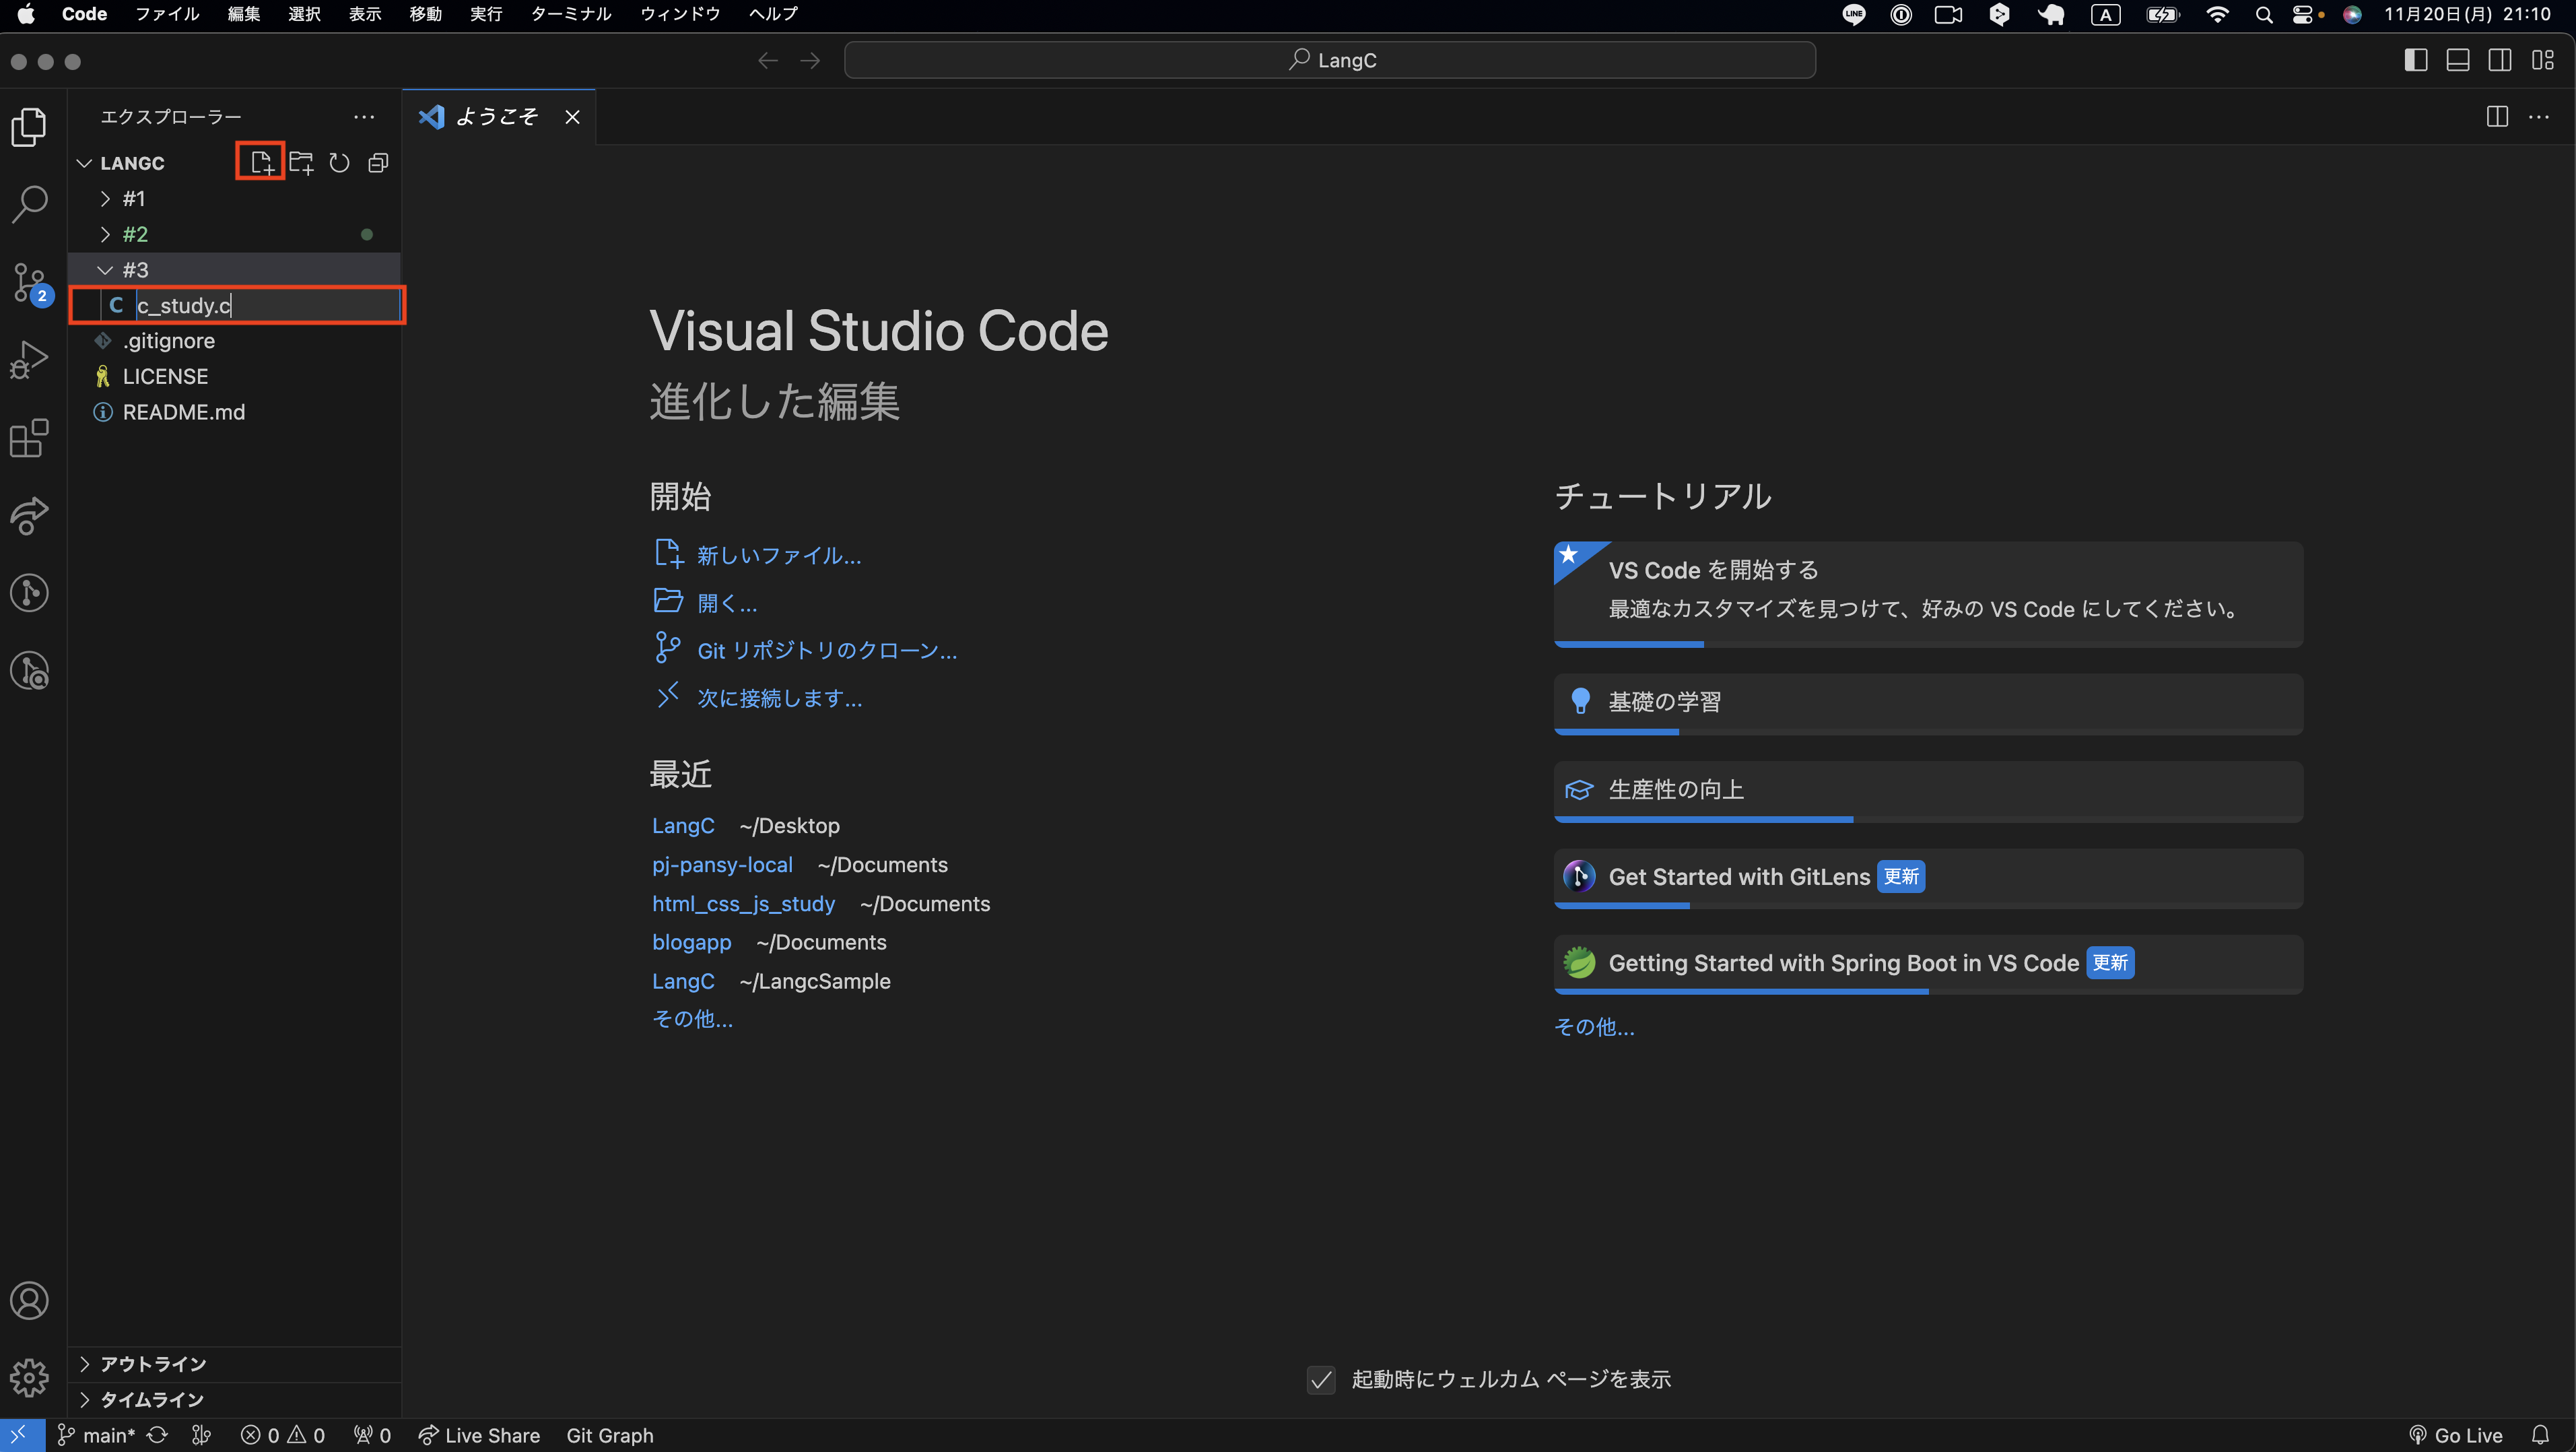 Code ファイル 編集 選択 表示 移動 実行 ターミナル ウィンドウ ヘルプ LINE A 11月20日(月) 21:10
LangC
エクスプローラー
ようこそ
LANGC
#1
#2
#3
C c_study.c
.gitignore
LICENSE
README.md
2
Visual Studio Code
進化した編集
開始
新しいファイル...
開く...
Git リポジトリのクローン...
次に接続します...
最近
LangC ~/Desktop
pj-pansy-local ~/Documents
html_css_js_study ~/Documents
blogapp ~/Documents
LangC ~/LangcSample
その他...
チュートリアル
VS Code を開始する
最適なカスタマイズを見つけて、好みの VS Code にしてください。
基礎の学習
生産性の向上
Get Started with GitLens 更新
Getting Started with Spring Boot in VS Code 更新
その他...
起動時にウェルカム ページを表示
アウトライン
タイムライン
main* 0 0 0 Live Share Git Graph Go Live